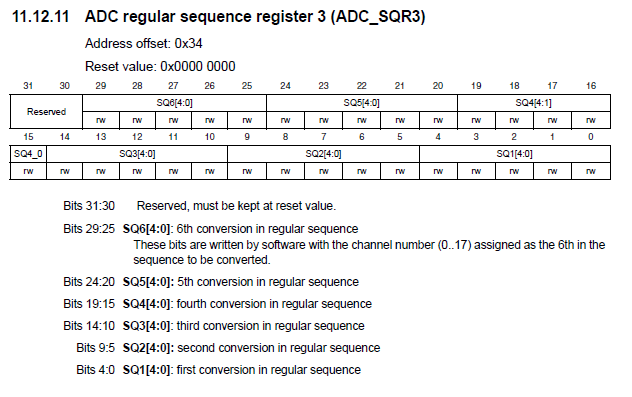 11.12.11 ADC regular sequence register 3 (ADC_SQR3)
Address offset: 0x34
Reset value: 0x0000 0000
31 30 29 28 27 26 25 24 23 22 21 20 19 18 17 16
Reserved SQ6[4:0] SQ5[4:0] SQ4[4:1]
rw rw rw rw rw rw rw rw rw rw rw rw rw rw
15 14 13 12 11 10 9 8 7 6 5 4 3 2 1 0
SQ4_0 SQ3[4:0] SQ2[4:0] SQ1[4:0]
rw rw rw rw rw rw rw rw rw rw rw rw rw rw rw rw
Bits 31:30 Reserved, must be kept at reset value.
Bits 29:25 SQ6[4:0]: 6th conversion in regular sequence
These bits are written by software with the channel number (0..17) assigned as the 6th in the
sequence to be converted.
Bits 24:20 SQ5[4:0]: 5th conversion in regular sequence
Bits 19:15 SQ4[4:0]: fourth conversion in regular sequence
Bits 14:10 SQ3[4:0]: third conversion in regular sequence
Bits 9:5 SQ2[4:0]: second conversion in regular sequence
Bits 4:0 SQ1[4:0]: first conversion in regular sequence